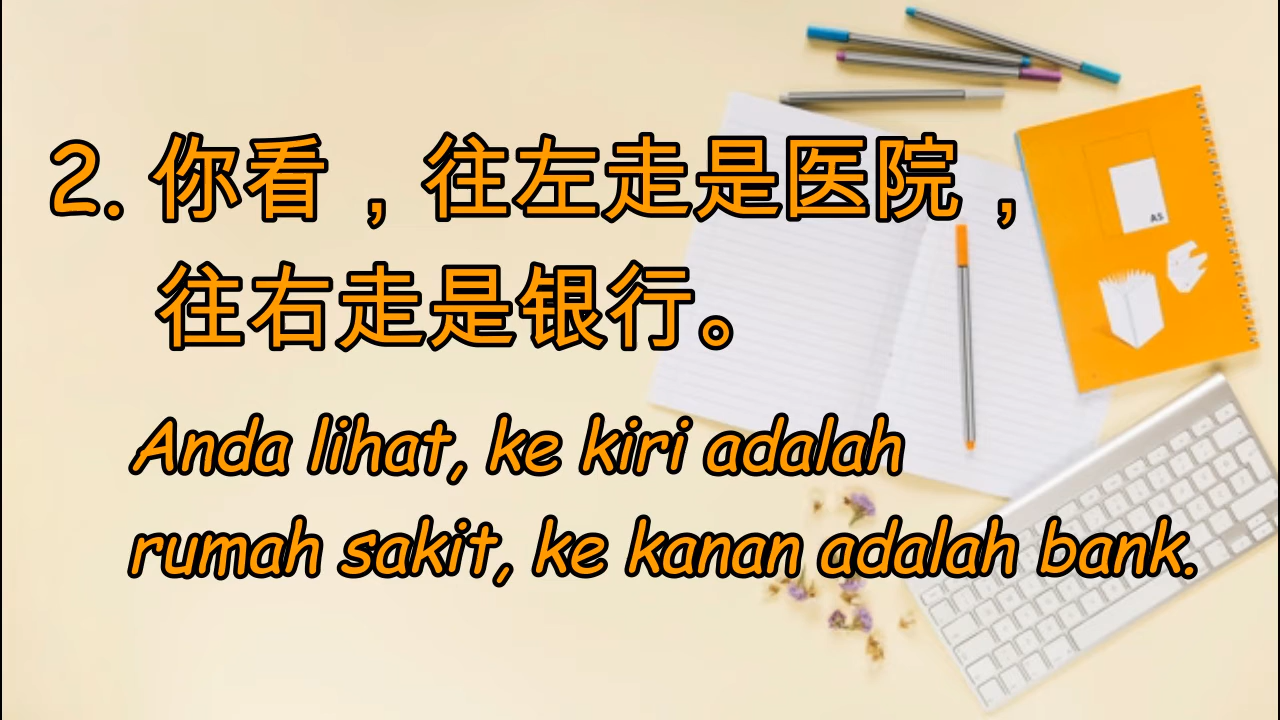 2. 你看，往左走是医院，
往右走是银行。
Anda lihat, ke kiri adalah
rumah sakit, ke kanan adalah bank.
A5